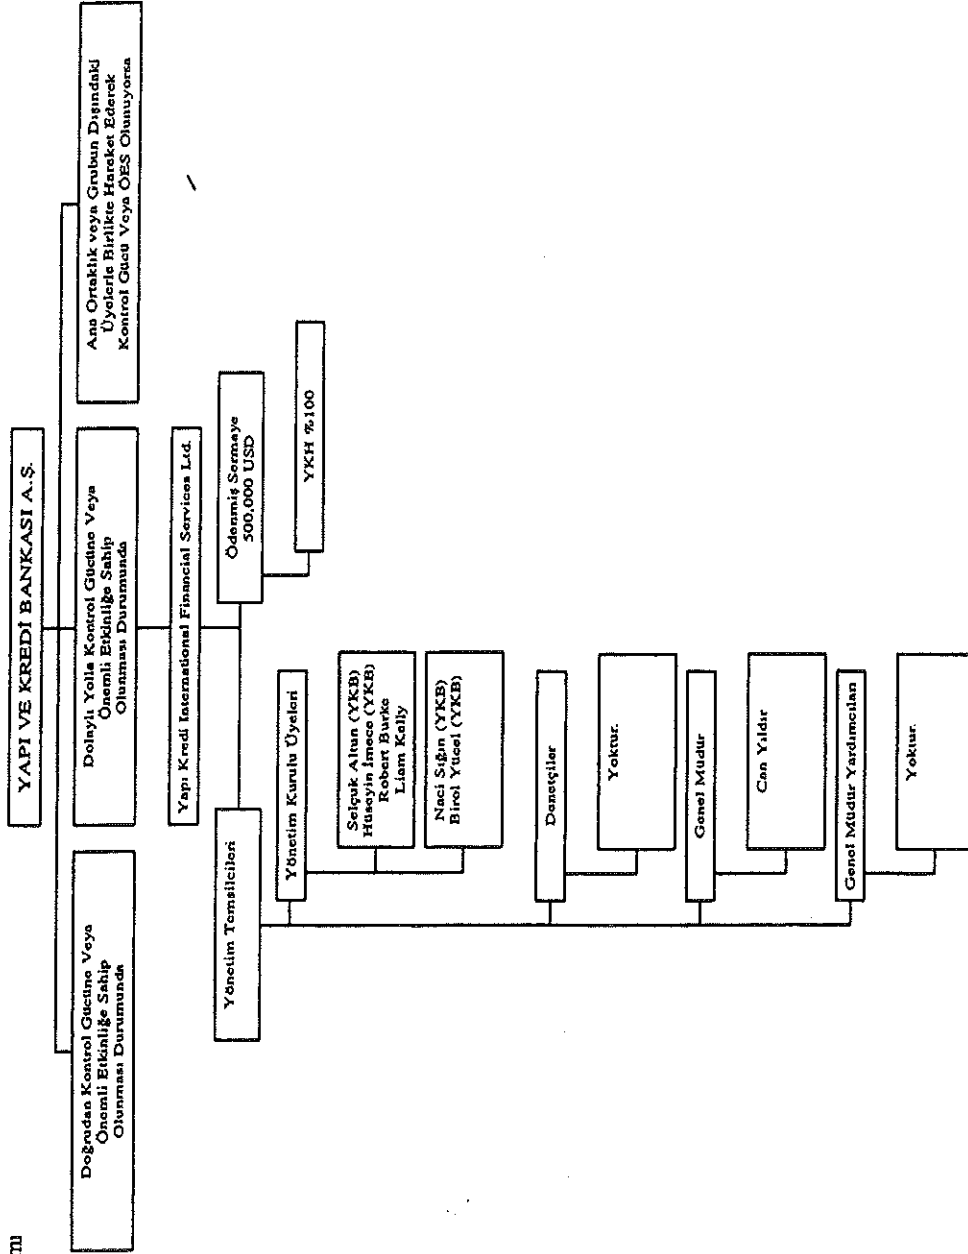 mı
YAPI VE KREDİ BANKASI A.Ş.
Doğrudan Kontrol Gücüne Veya
Önemli Etkinliğe Sahip
Olunması Durumunda
Dolaylı Yolla Kontrol Gücüne Veya
Önemli Etkinliğe Sahip
Olunması Durumunda
Ana Ortaklık veya Grubun Dışındaki
Üyelerle Birlikte Hareket Ederek
Kontrol Gücü Veya ÖES Olunuyorsa
Yapı Kredi International Financial Services Ltd.
Yönetim Temsilcileri
Ödenmiş Sermaye
500,000 USD
YKH %100
Yönetim Kurulu Üyeleri
Selçuk Altun (YKB)
Hüseyin İmece (YKB)
Robert Burke
Liam Kelly
Naci Sığın (YKB)
Birol Yücel (YKB)
Denetçiler
Yoktur.
Genel Müdür
Can Yıldır
Genel Müdür Yardımcıları
Yoktur.